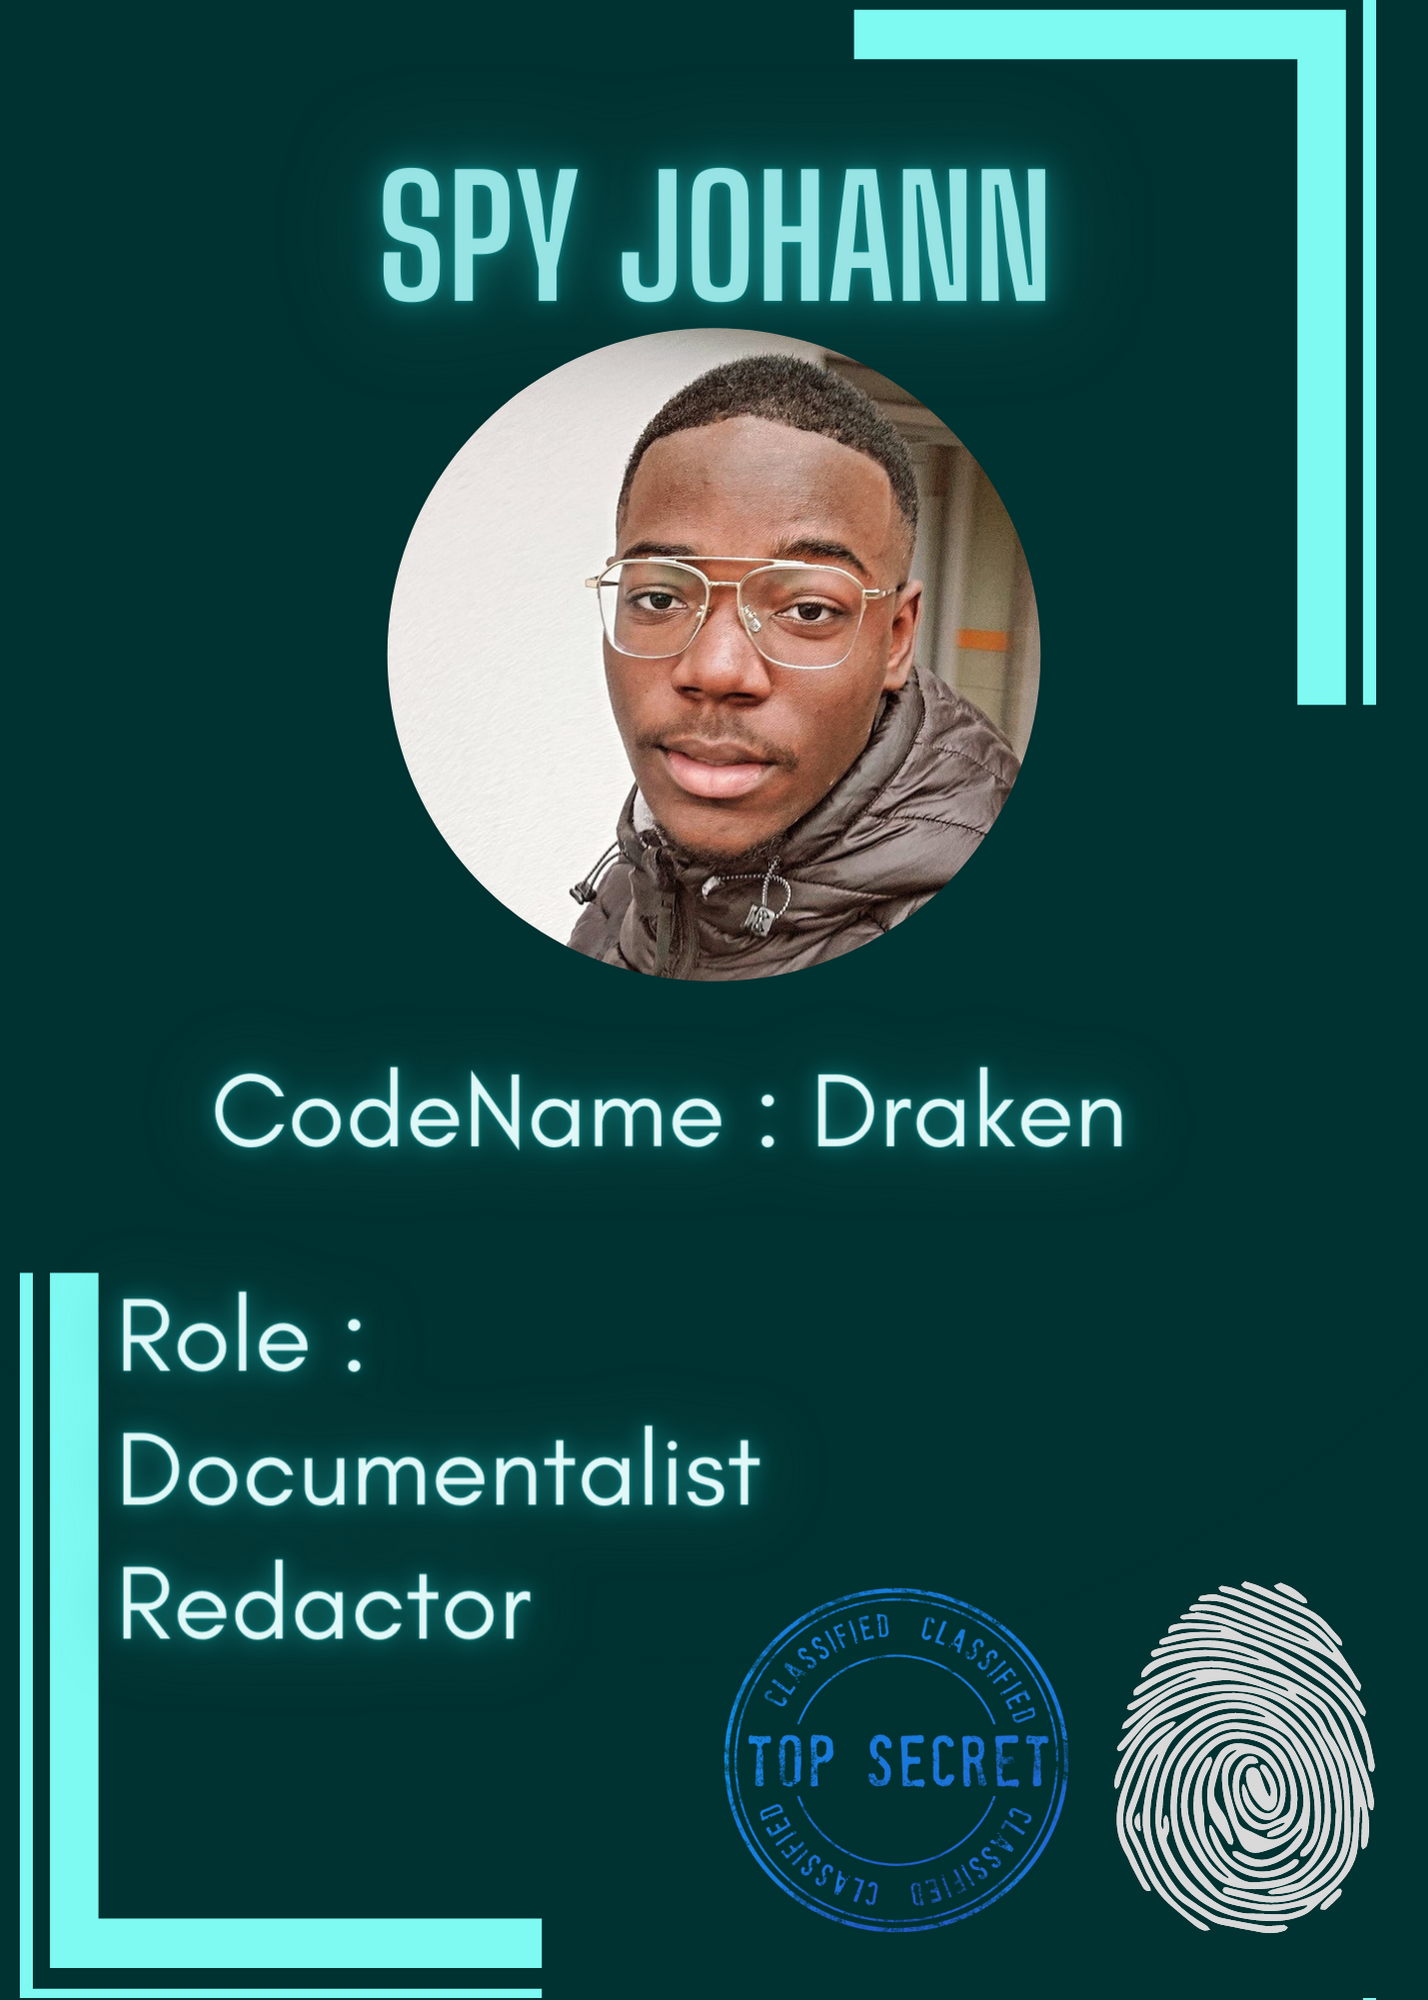 SPY JOHANN
CodeName : Draken
Role :
Documentalist
Redactor
CLASSIFIED CLASSIFIED
TOP SECRET
CLASSIFIED CLASSIFIED